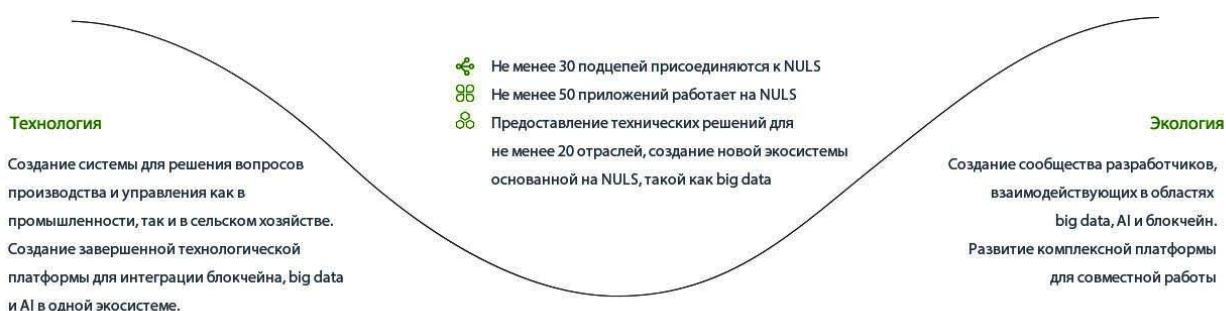 Технология
Создание системы для решения вопросов
производства и управления как в
промышленности, так и в сельском хозяйстве.
Создание завершенной технологической
платформы для интеграции блокчейна, big data
и AI в одной экосистеме.
Не менее 30 подцепей присоединяются к NULS
Не менее 50 приложений работает на NULS
Предоставление технических решений для
не менее 20 отраслей, создание новой экосистемы
основанной на NULS, такой как big data
Экология
Создание сообщества разработчиков,
взаимодействующих в областях
big data, AI и блокчейн.
Развитие комплексной платформы
для совместной работы